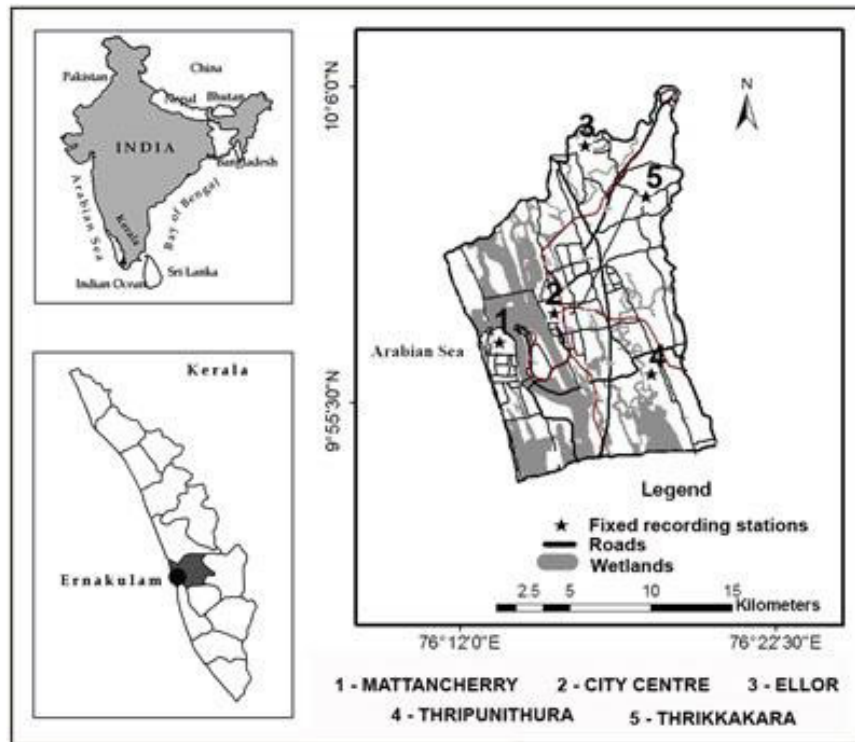 Pakistan
China
Nepal
Bhutan
INDIA
Bangladesh
Arabian Sea
Bay of Bengal
Kerala
Sri Lanka
Indian Ocean
Kerala
Ernakulam
10°6'0"N
9°55'30"N
N
3
5
2
1
4
Arabian Sea
Legend
Fixed recording stations
Roads
Wetlands
2.5 5 10 15
Kilometers
76°12'0"E 76°22'30"E
1 - MATTANCHERRY 2 - CITY CENTRE 3 - ELLOR
4 - THRIPUNITHURA 5 - THRIKKAKARA